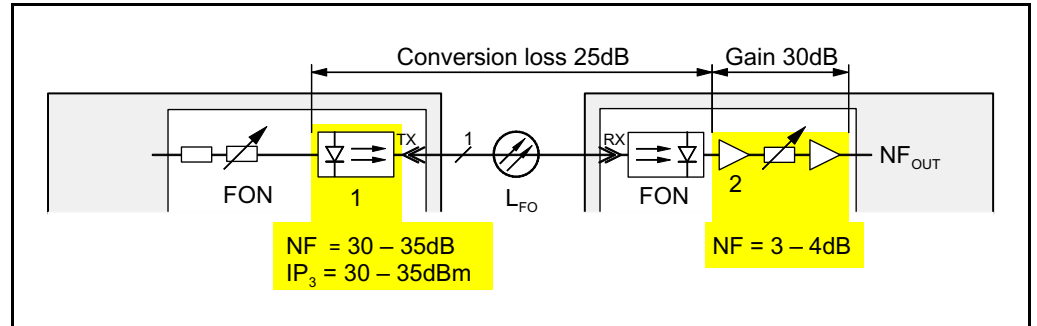 Conversion loss 25dB Gain 30dB
TX 1 RX
NF_OUT
FON 1 L_FO FON 2
NF = 30 – 35dB
IP_3 = 30 – 35dBm
NF = 3 – 4dB